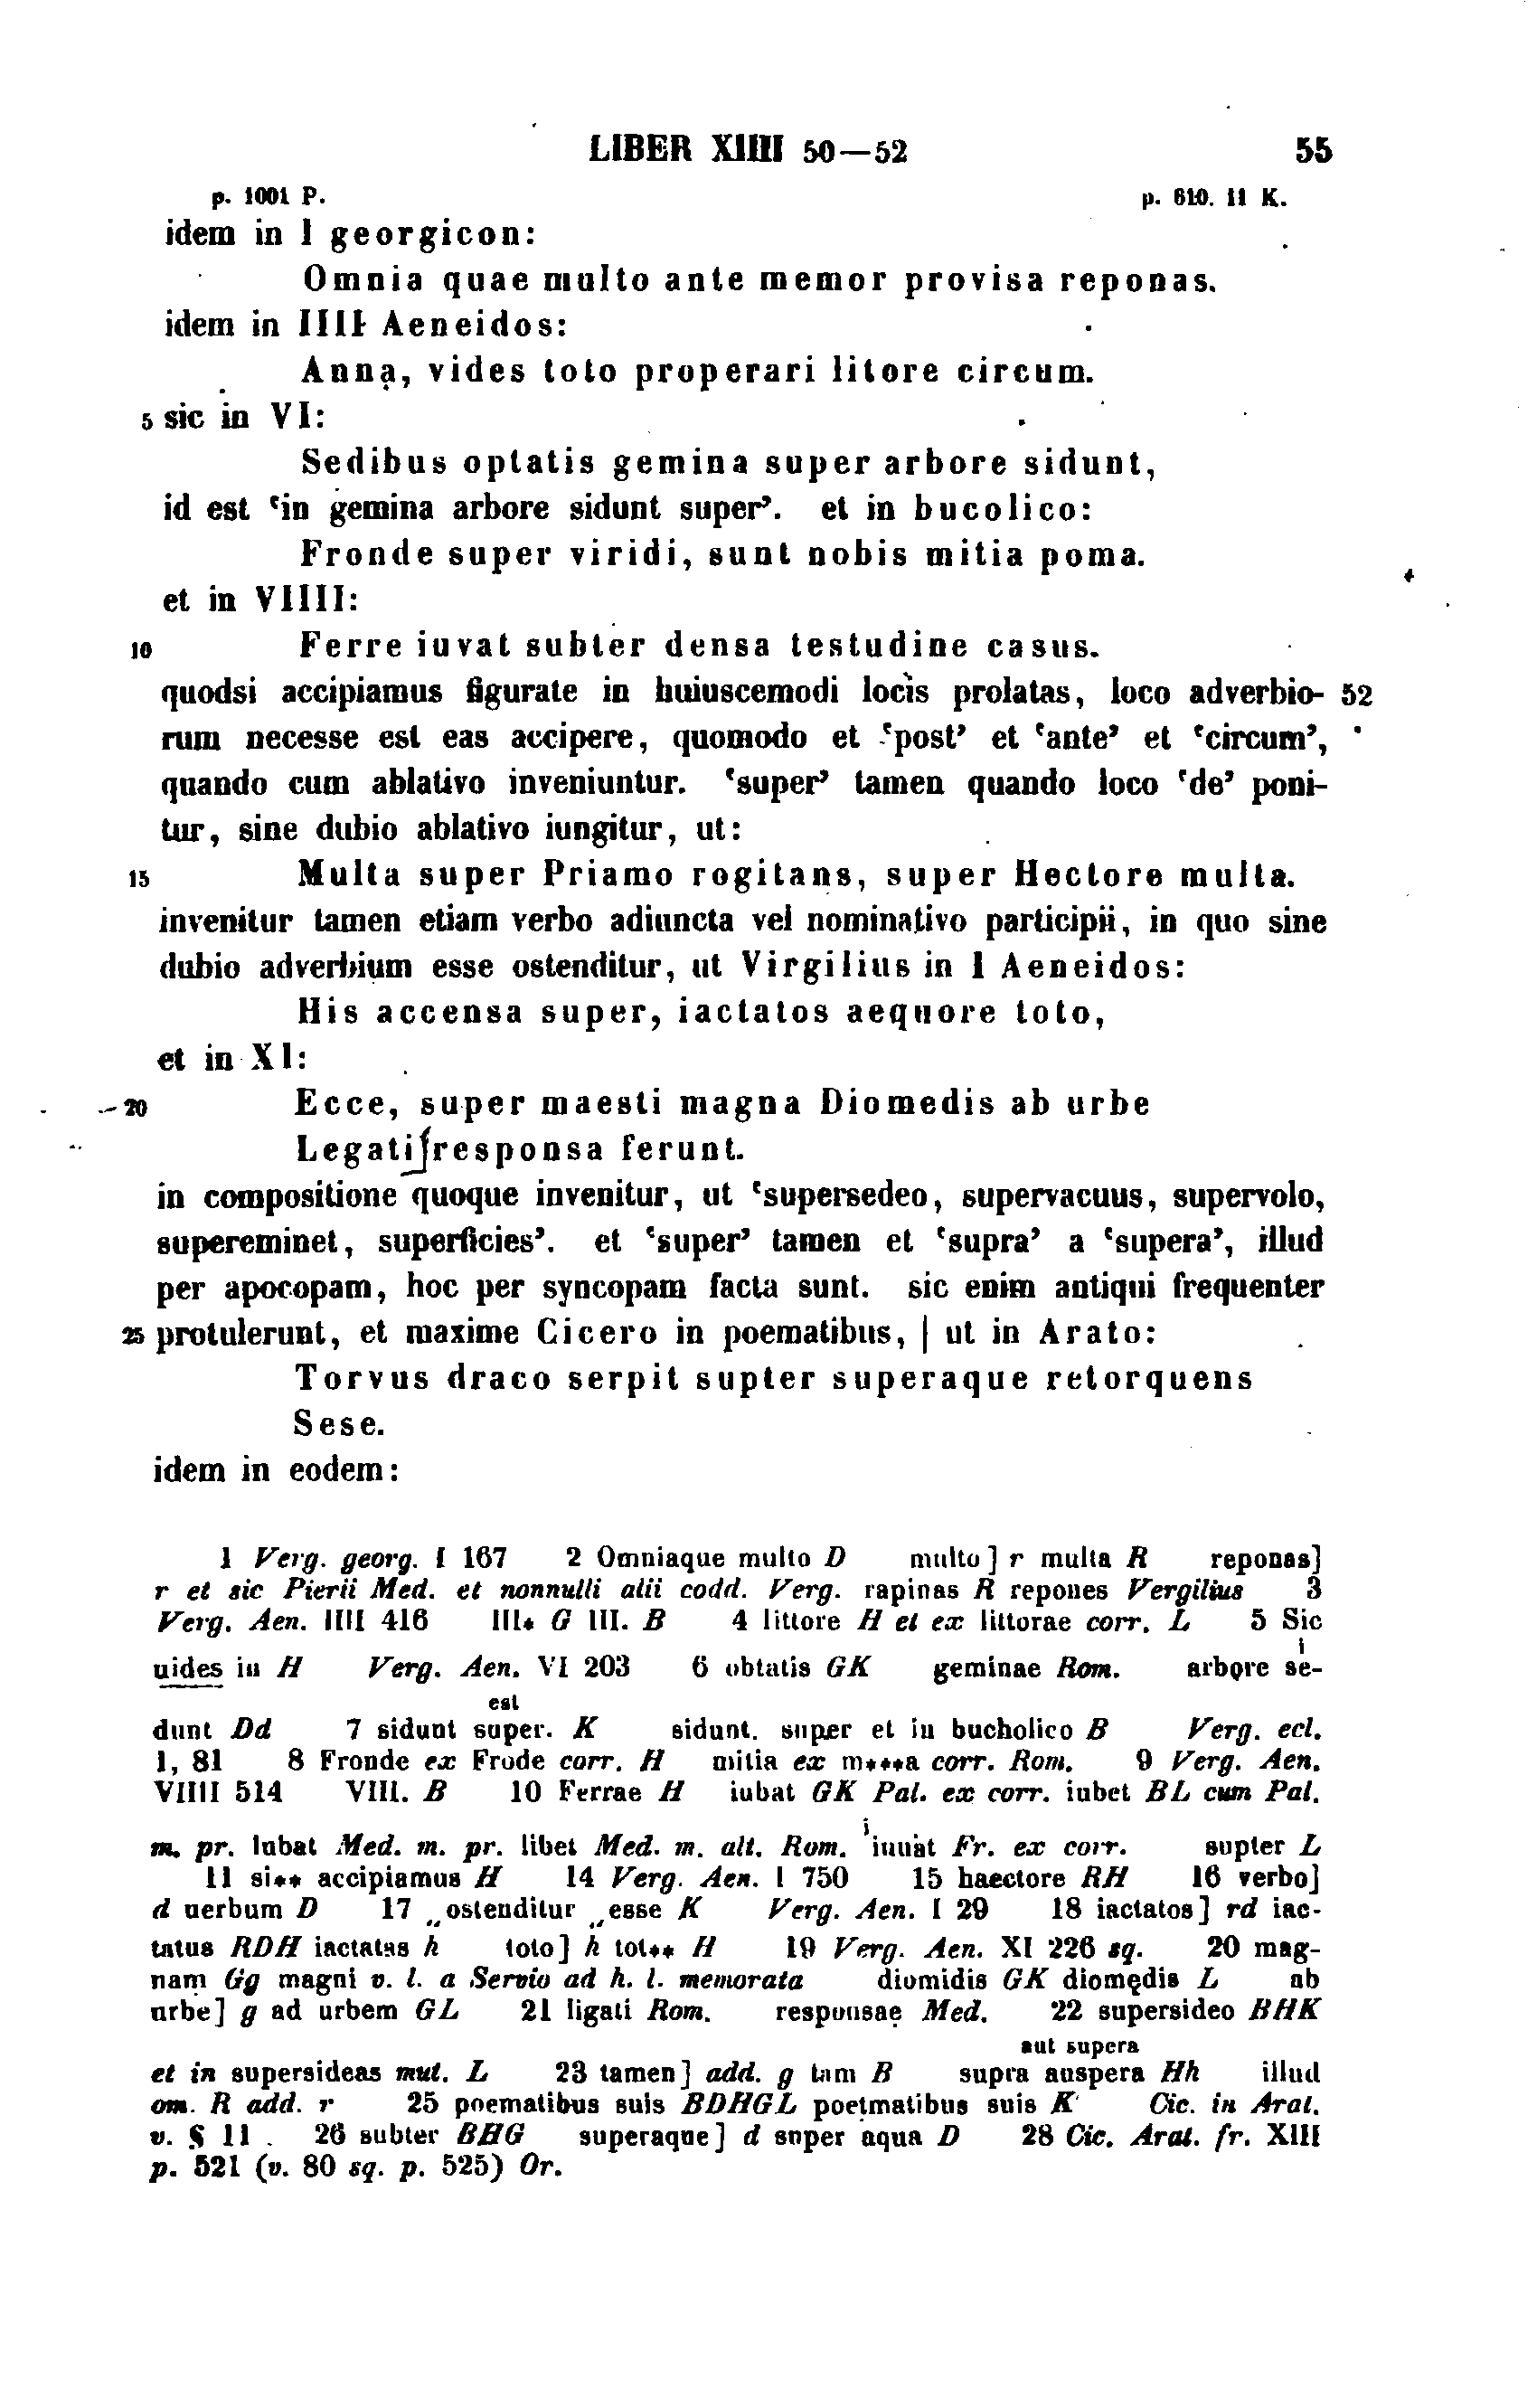 LIBER XIIII 50—52 55
p. 1001 P. p. 610. 11 K.
idem in I georgicon:
Omnia quae multo ante memor provisa reponas.
idem in IIII Aeneidos:
Anna, vides toto properari litore circum.
5 sic in VI:
Sedibus optatis gemina super arbore sidunt,
id est ‘in gemina arbore sidunt super’. et in bucolico:
Fronde super viridi, sunt nobis mitia poma.
et in VIIII:
10 Ferre iuvat subter densa testudine casus.
quodsi accipiamus figurate in huiuscemodi locis prolatas, loco adverbio- 52
rum necesse est eas accipere, quomodo et ‘post’ et ‘ante’ et ‘circum’,
quando cum ablativo inveniuntur. ‘super’ tamen quando loco ‘de’ poni-
tur, sine dubio ablativo iungitur, ut:
15 Multa super Priamo rogitans, super Hectore multa.
invenitur tamen etiam verbo adiuncta vel nominativo participii, in quo sine
dubio adverbium esse ostenditur, ut Virgilius in I Aeneidos:
His accensa super, iactatos aequore toto,
et in XI:
20 Ecce, super maesti magna Diomedis ab urbe
Legati responsa ferunt.
in compositione quoque invenitur, ut ‘supersedeo, supervacuus, supervolo,
supereminet, superficies’. et ‘super’ tamen et ‘supra’ a ‘supera’, illud
per apocopam, hoc per syncopam facta sunt. sic enim antiqui frequenter
25 protulerunt, et maxime Cicero in poematibus, | ut in Arato:
Torvus draco serpit supter superaque retorquens
Sese.
idem in eodem:
1 Verg. georg. I 167 2 Omniaque multo D multo] r multa R reponas]
r et sic Pierii Med. et nonnulli alii codd. Verg. rapinas R repones Vergilius 3
Verg. Aen. IIII 416 III* G III. B 4 littore H et ex littorae corr. L 5 Sic
uides in H Verg. Aen. VI 203 6 obtatis GK geminae Rom. arbore se-
i
est
dunt Dd 7 sidunt super. K sidunt. super et in bucholico B Verg. ecl.
1, 81 8 Fronde ex Frode corr. H mitia ex m***a corr. Rom. 9 Verg. Aen.
VIIII 514 VIII. B 10 Ferrae H iubat GK Pal. ex corr. iubet BL cum Pal.
m. pr. Iubat Med. m. pr. libet Med. m. alt. Rom. iuuat Fr. ex corr. supter L
i
11 si** accipiamus H 14 Verg. Aen. I 750 15 haectore RH 16 verbo]
d uerbum D 17 „ostenditur „esse K Verg. Aen. I 29 18 iactatos] rd iac-
tatus RDH iactatas h toto] h tot** H 19 Verg. Aen. XI 226 sq. 20 mag-
nam Gg magni v. l. a Servio ad h. l. memorata diomidis GK diomędis L ab
urbe] g ad urbem GL 21 ligati Rom. responsae Med. 22 supersideo BHK
aut supera
et in supersideas mut. L 23 tamen] add. g tam B supra auspera Hh illud
om. R add. r 25 poematibus suis BDHGL poetmatibus suis K Cic. in Arat.
v. § 11 26 subter BHG superaque] d super aqua D 28 Cic. Arat. fr. XIII
p. 521 (v. 80 sq. p. 525) Or.